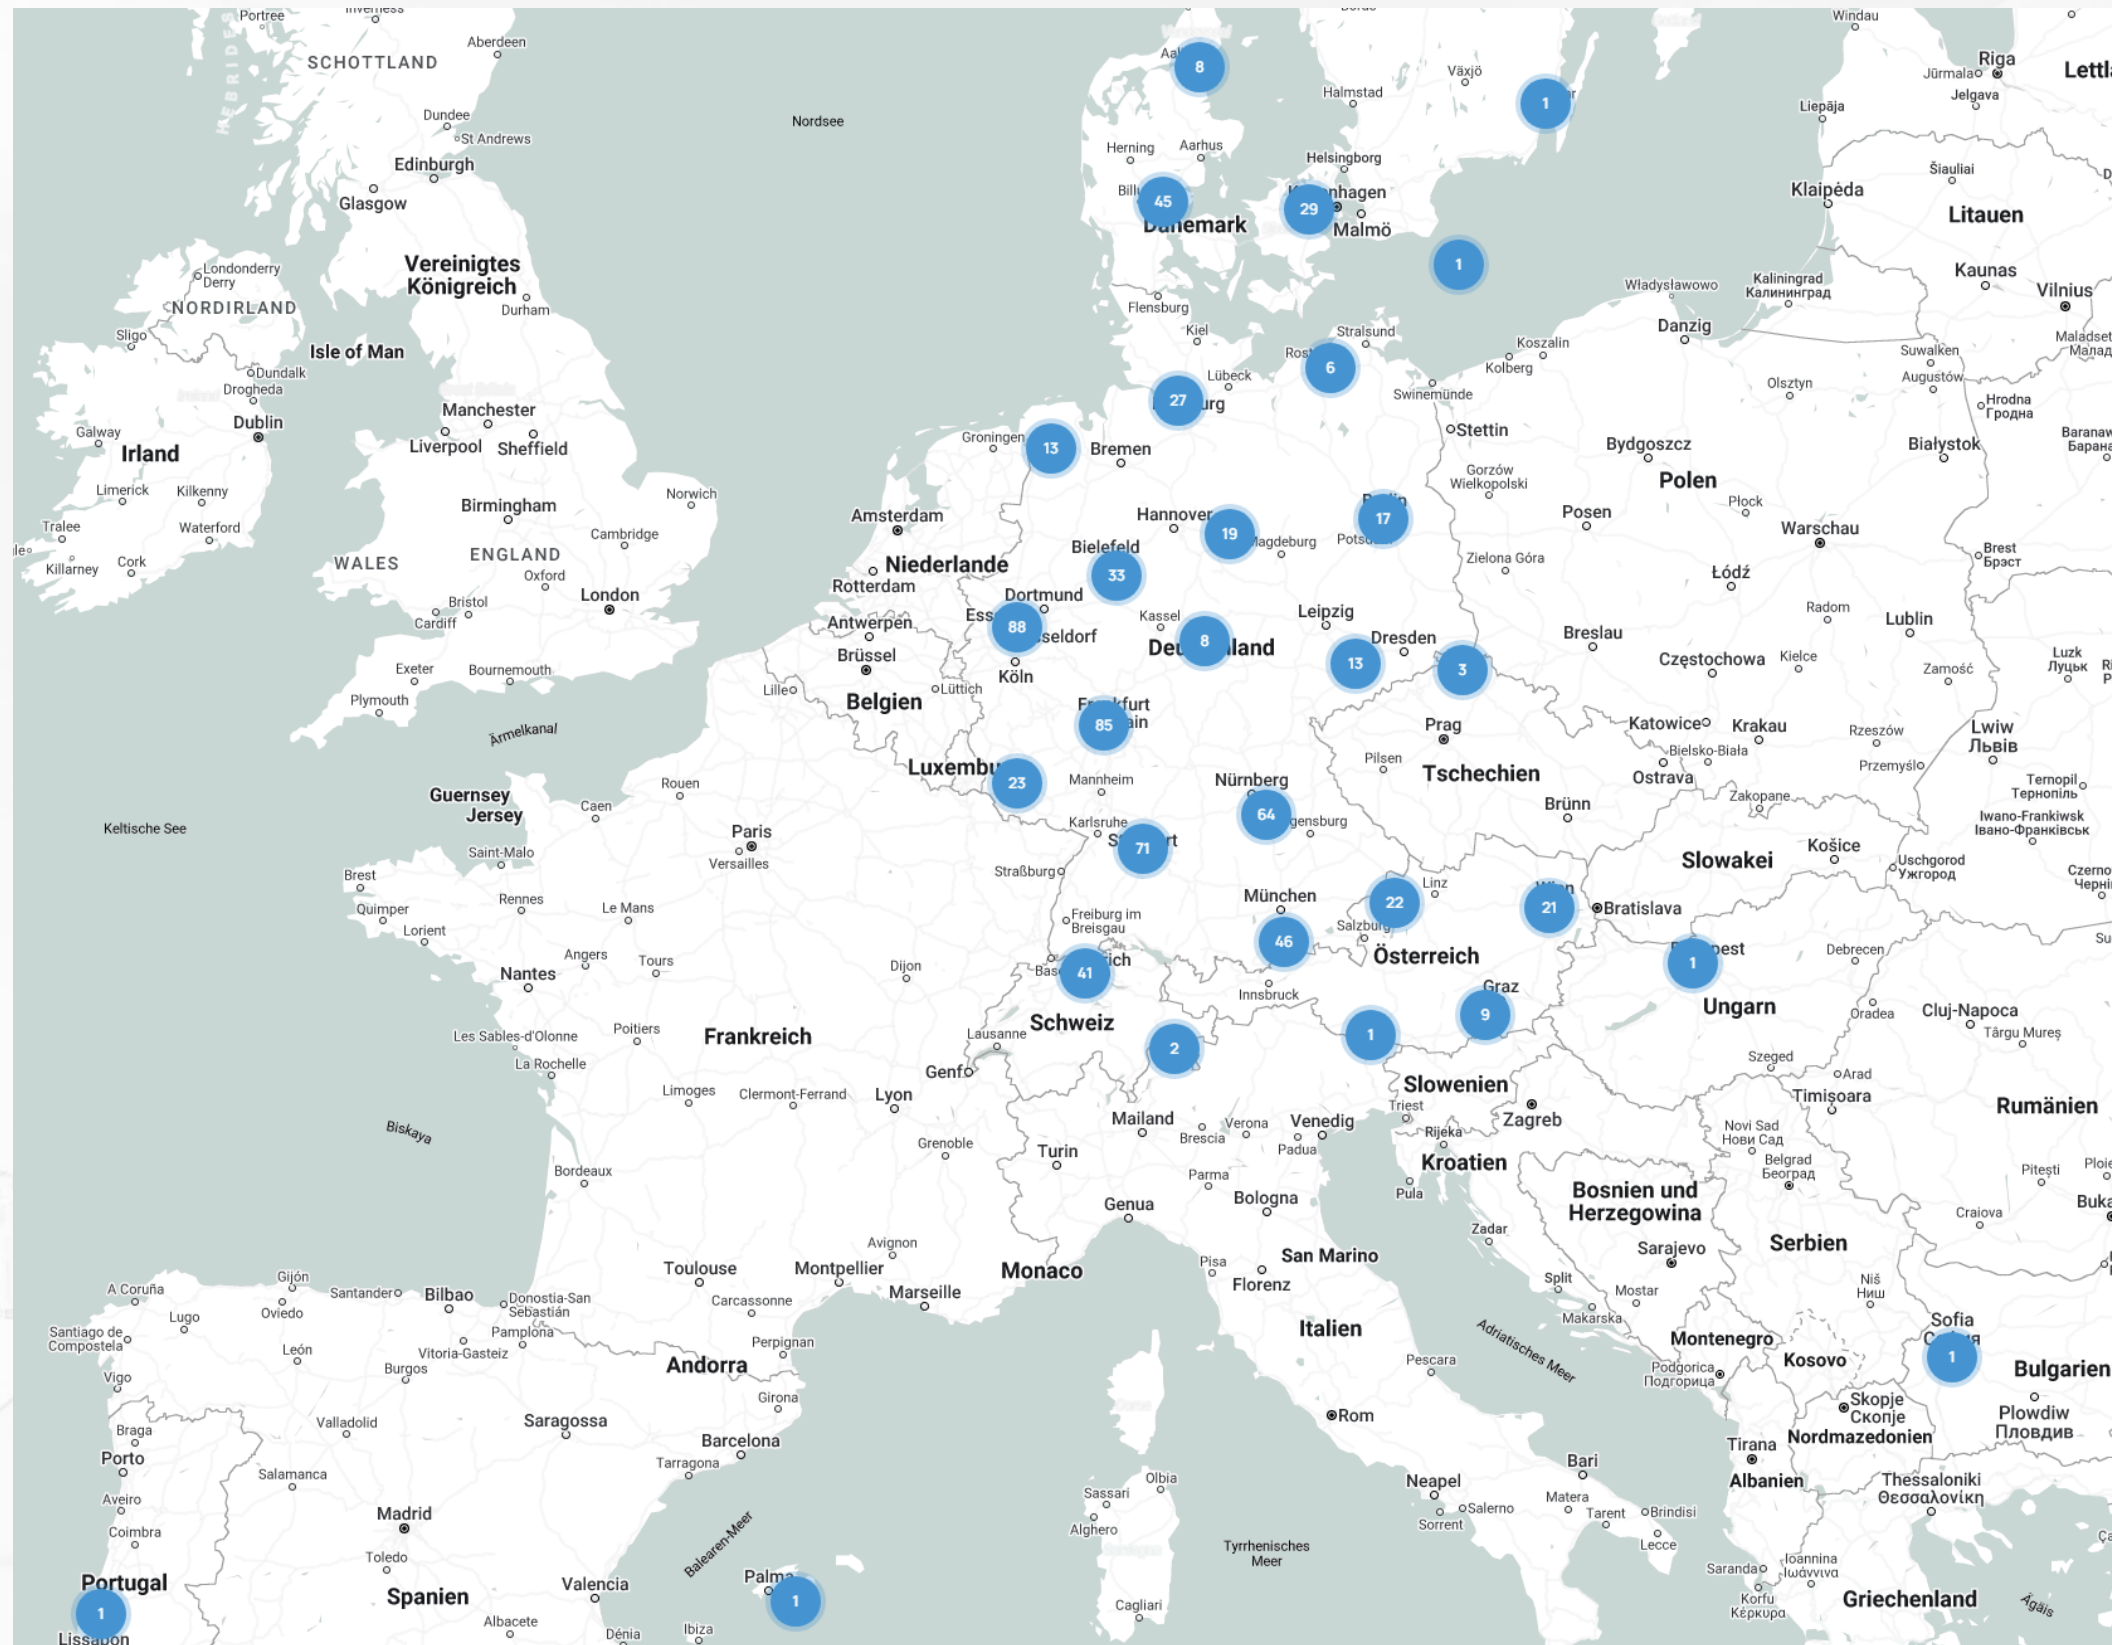 Portree
Inverness
SCHOTTLAND
Aberdeen
HEBRIDE
Dundee
St Andrews
Edinburgh
Glasgow
Londonderry
Derry
NORDIRLAND
Vereinigtes
Königreich
Durham
Sligo
Isle of Man
Dundalk
Drogheda
Dublin
Galway
Irland
Manchester
Liverpool
Sheffield
Limerick
Kilkenny
Tralee
Waterford
Killarney
Cork
Birmingham
Norwich
Cambridge
WALES
ENGLAND
Oxford
London
Bristol
Cardiff
Exeter
Bournemouth
Plymouth
Ärmelkanal
Nordsee
Keltische See
Guernsey
Jersey
8
1
Växjö
Halmstad
Herning
Aarhus
Helsingborg
45
29
Dänemark
Malmö
1
Flensburg
Kiel
Stralsund
6
Lübeck
27
13
Groningen
Bremen
Swinemünde
Windau
Riga
Jūrmala
Jelgava
Liepāja
Šiauliai
Klaipėda
Litauen
Kaunas
Vilnius
Kaliningrad
Калининград
Władysławowo
Danzig
Koszalin
Kolberg
Suwalken
Augustów
Olsztyn
Hrodna
Гродна
Stettin
Bydgoszcz
Białystok
Gorzów
Wielkopolski
Polen
Płock
Posen
Warschau
Brest
Брэст
Zielona Góra
Łódź
Radom
Lublin
Breslau
Częstochowa
Kielce
Zamość
Luzk
Луцьк
Katowice
Krakau
Rzeszów
Lwiw
Львів
Bielsko-Biała
Ostrava
Przemyśl
Ternopil
Тернопіль
Zakopane
Iwano-Frankiwsk
Івано-Франківськ
Amsterdam
Niederlande
Rotterdam
Antwerpen
Brüssel
Belgien
Lille
Lüttich
Hannover
19
17
Magdeburg
Bielefeld
33
Dortmund
88
Köln
Kassel
8
Leipzig
Dresden
13
3
85
Prag
Pilsen
Tschechien
Brünn
23
Mannheim
Nürnberg
64
Karlsruhe
71
Straßburg
München
46
22
Linz
21
Bratislava
Salzburg
Österreich
Freiburg im
Breisgau
41
Schweiz
Innsbruck
Graz
9
1
2
Slowakei
Košice
Uschgorod
Ужгород
1
Ungarn
Debrecen
Oradea
Cluj-Napoca
Târgu Mureș
Szeged
Arad
Timișoara
Rumänien
Rouen
Caen
Paris
Versailles
Saint-Malo
Brest
Quimper
Rennes
Le Mans
Lorient
Angers
Tours
Nantes
Dijon
Les Sables-d'Olonne
Poitiers
Frankreich
La Rochelle
Lausanne
Genf
Limoges
Clermont-Ferrand
Lyon
Grenoble
Biskaya
Bordeaux
Avignon
Toulouse
Montpellier
Marseille
Carcassonne
Perpignan
Monaco
Mailand
Turin
Brescia
Verona
Venedig
Padua
Parma
Bologna
Genua
Pisa
Florenz
San Marino
Italien
Slowenien
Triest
Zagreb
Rijeka
Kroatien
Pula
Zadar
Novi Sad
Нови Сад
Belgrad
Београд
Bosnien und
Herzegowina
Sarajevo
Serbien
Split
Mostar
Makarska
Niš
Ниш
Craiova
Pitești
Montenegro
Kosovo
Podgorica
Подгорица
Sofia
1
Bulgarien
Skopje
Скопје
Nordmazedonien
Plowdiw
Пловдив
Tirana
Albanien
Thessaloniki
Θεσσαλονίκη
Adriatisches Meer
Pescara
Rom
Neapel
Salerno
Sorrent
Bari
Matera
Tarent
Brindisi
Lecce
Saranda
Ioannina
Ιωάννινα
Korfu
Κέρκυρα
Griechenland
Ägäis
Olbia
Sassari
Alghero
Cagliari
Tyrrhenisches
Meer
A Coruña
Gijón
Santander
Bilbao
Donostia-San
Sebastián
Lugo
Oviedo
Santiago de
Compostela
Pamplona
Vitoria-Gasteiz
León
Burgos
Andorra
Vigo
Girona
Valladolid
Saragossa
Barcelona
Braga
Porto
Tarragona
Salamanca
Aveiro
Madrid
Coimbra
Balearen-Meer
Toledo
Portugal
1
Lissabon
Spanien
Valencia
Palma
1
Albacete
Dénia
Ibiza